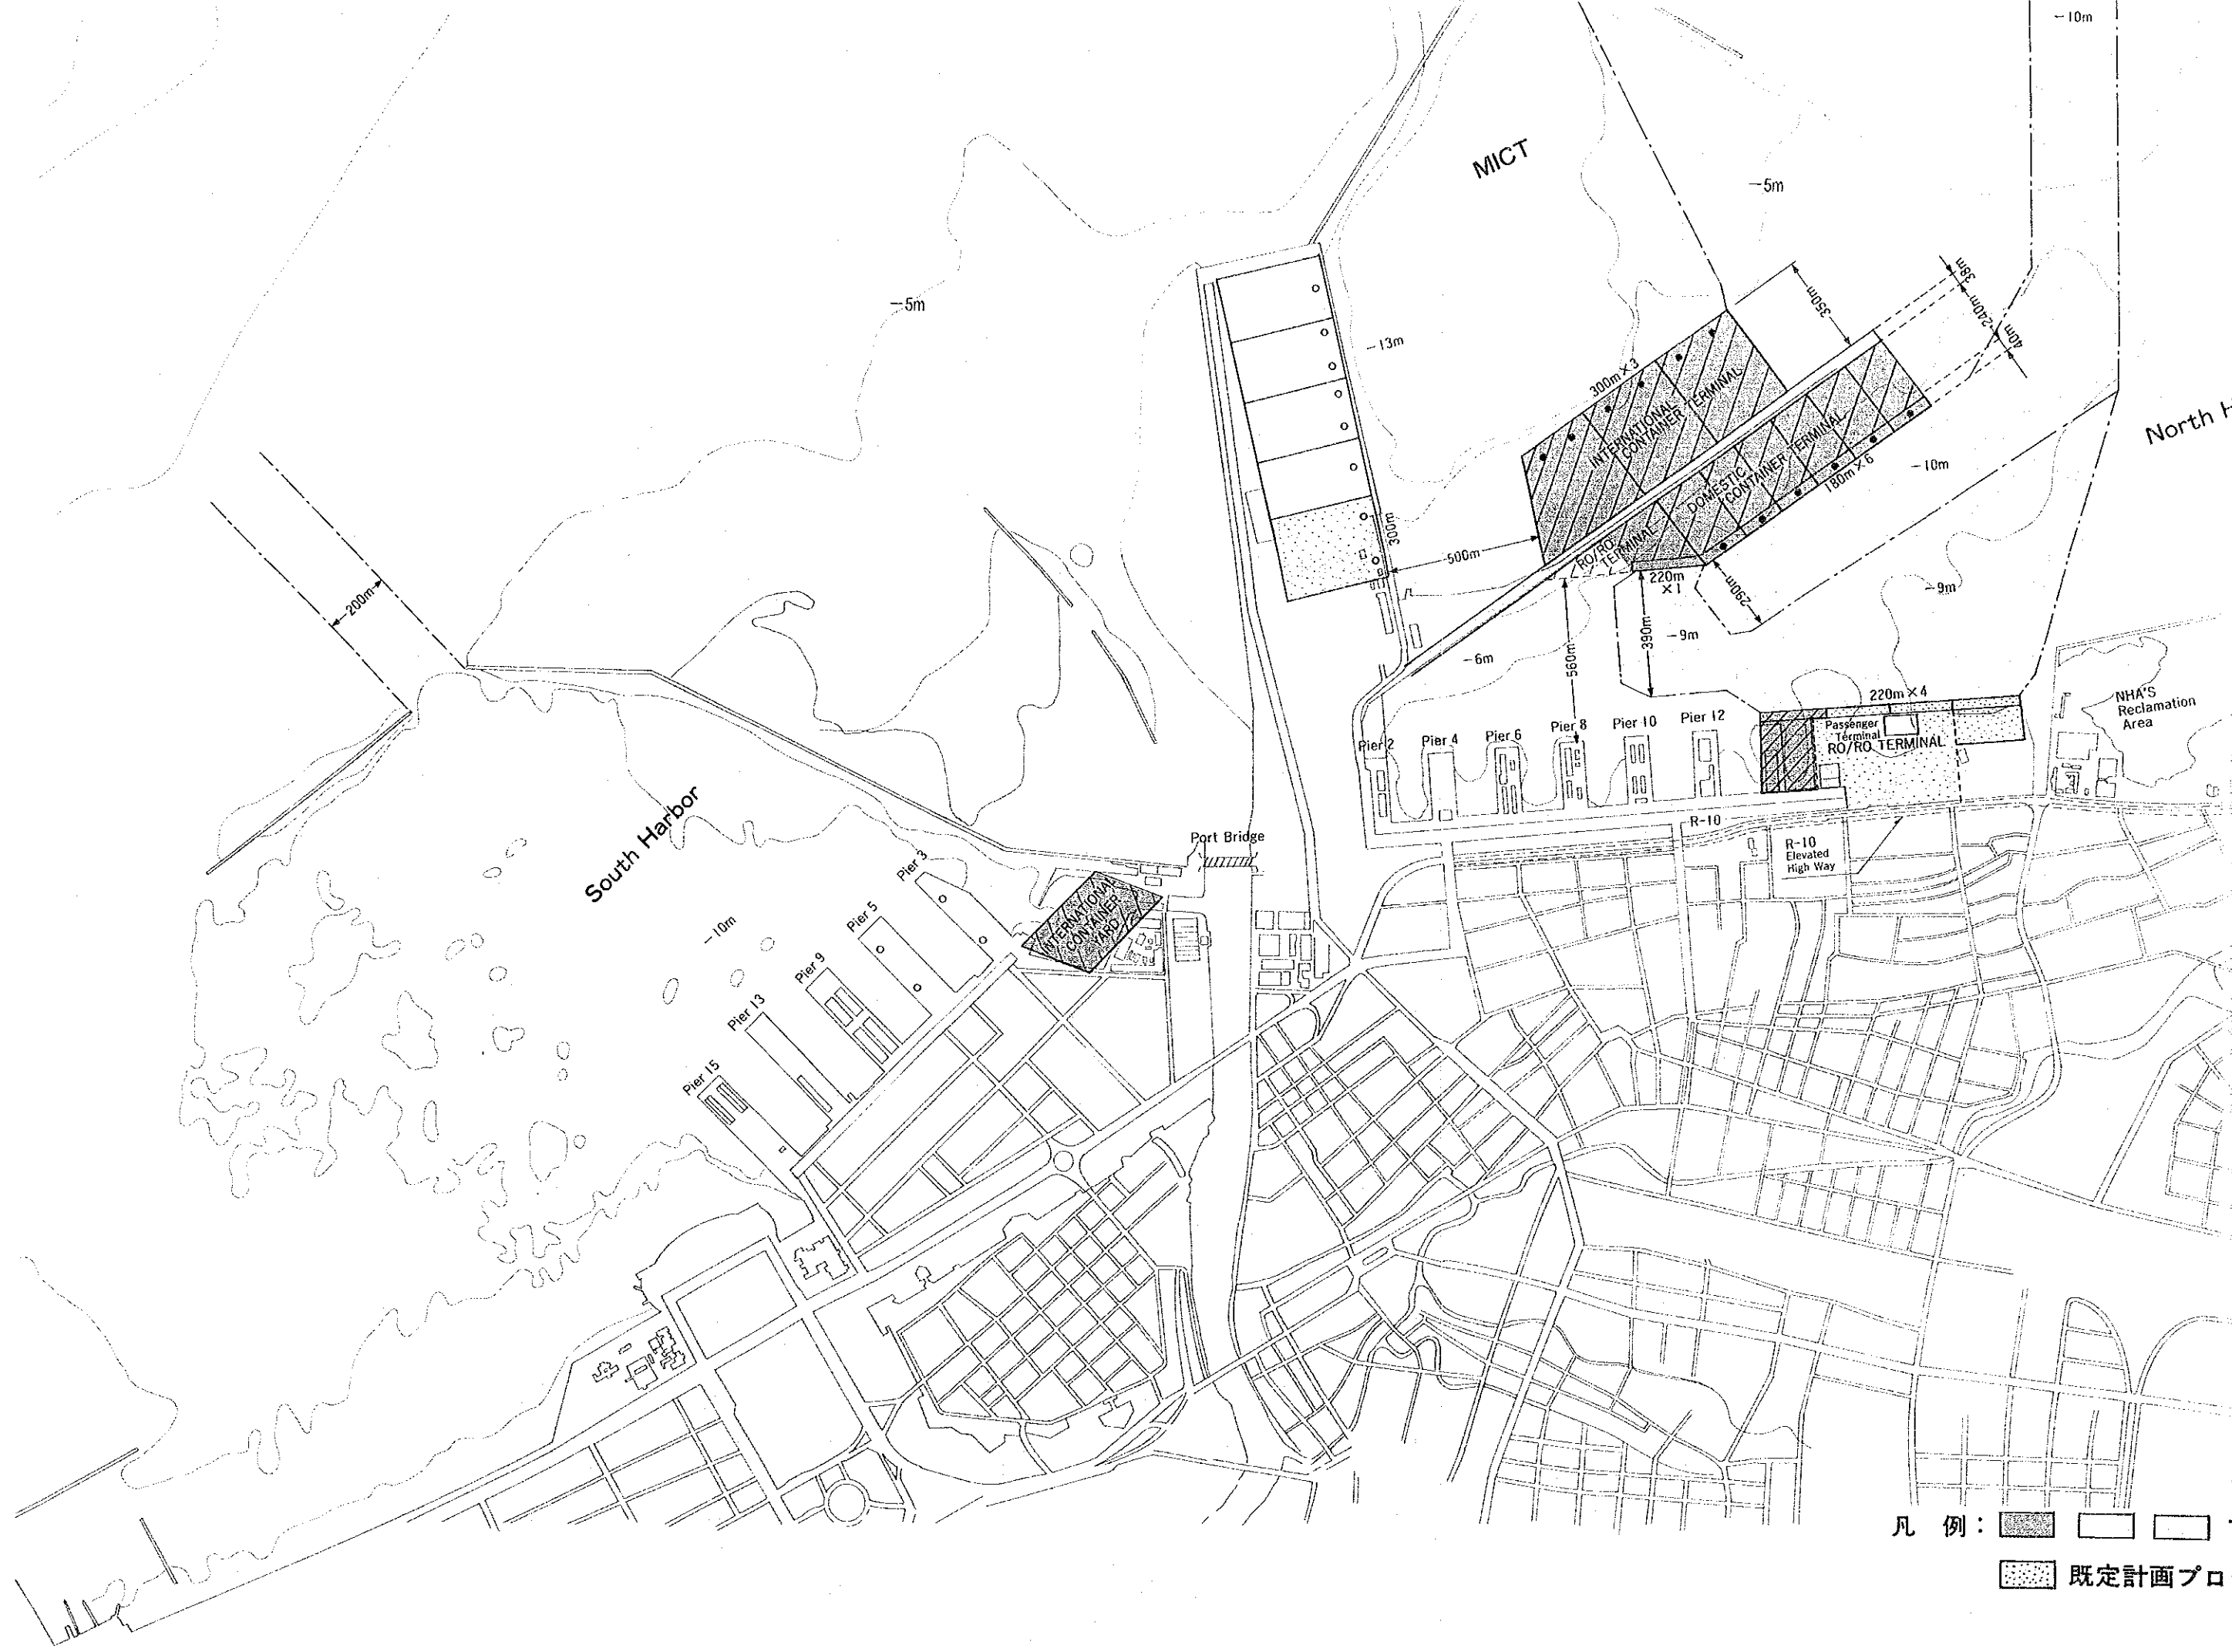 -10m
MICT
-5m
-5m
38m
240m
40m
350m
-13m
300m×3
INTERNATIONAL
CONTAINER TERMINAL
North H
DOMESTIC
CONTAINER TERMINAL
180m×6
-10m
300m
500m
RO/RO
TERMINAL
220m
×1
290m
-9m
200m
560m
390m
-9m
-6m
220m×4
NHA'S
Reclamation
Area
Pier 2
Pier 4
Pier 6
Pier 8
Pier 10
Pier 12
Passenger
Terminal
RO/RO TERMINAL
South Harbor
Port Bridge
R-10
R-10
Elevated
High Way
Pier 3
INTERNATIONAL
CONTAINER
YARD
-10m
Pier 5
Pier 9
Pier 13
Pier 15
凡 例:
既定計画プロ